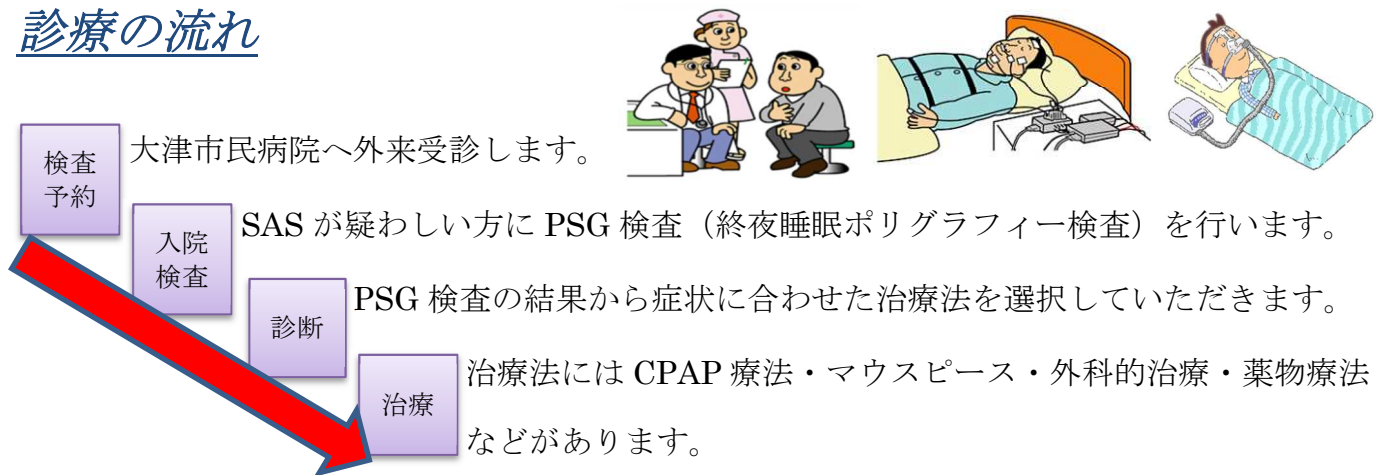 診療の流れ
検査
予約
大津市民病院へ外来受診します。
入院
検査
SAS が疑わしい方に PSG 検査（終夜睡眠ポリグラフィー検査）を行います。
診断
PSG 検査の結果から症状に合わせた治療法を選択していただきます。
治療
治療法には CPAP 療法・マウスピース・外科的治療・薬物療法
などがあります。